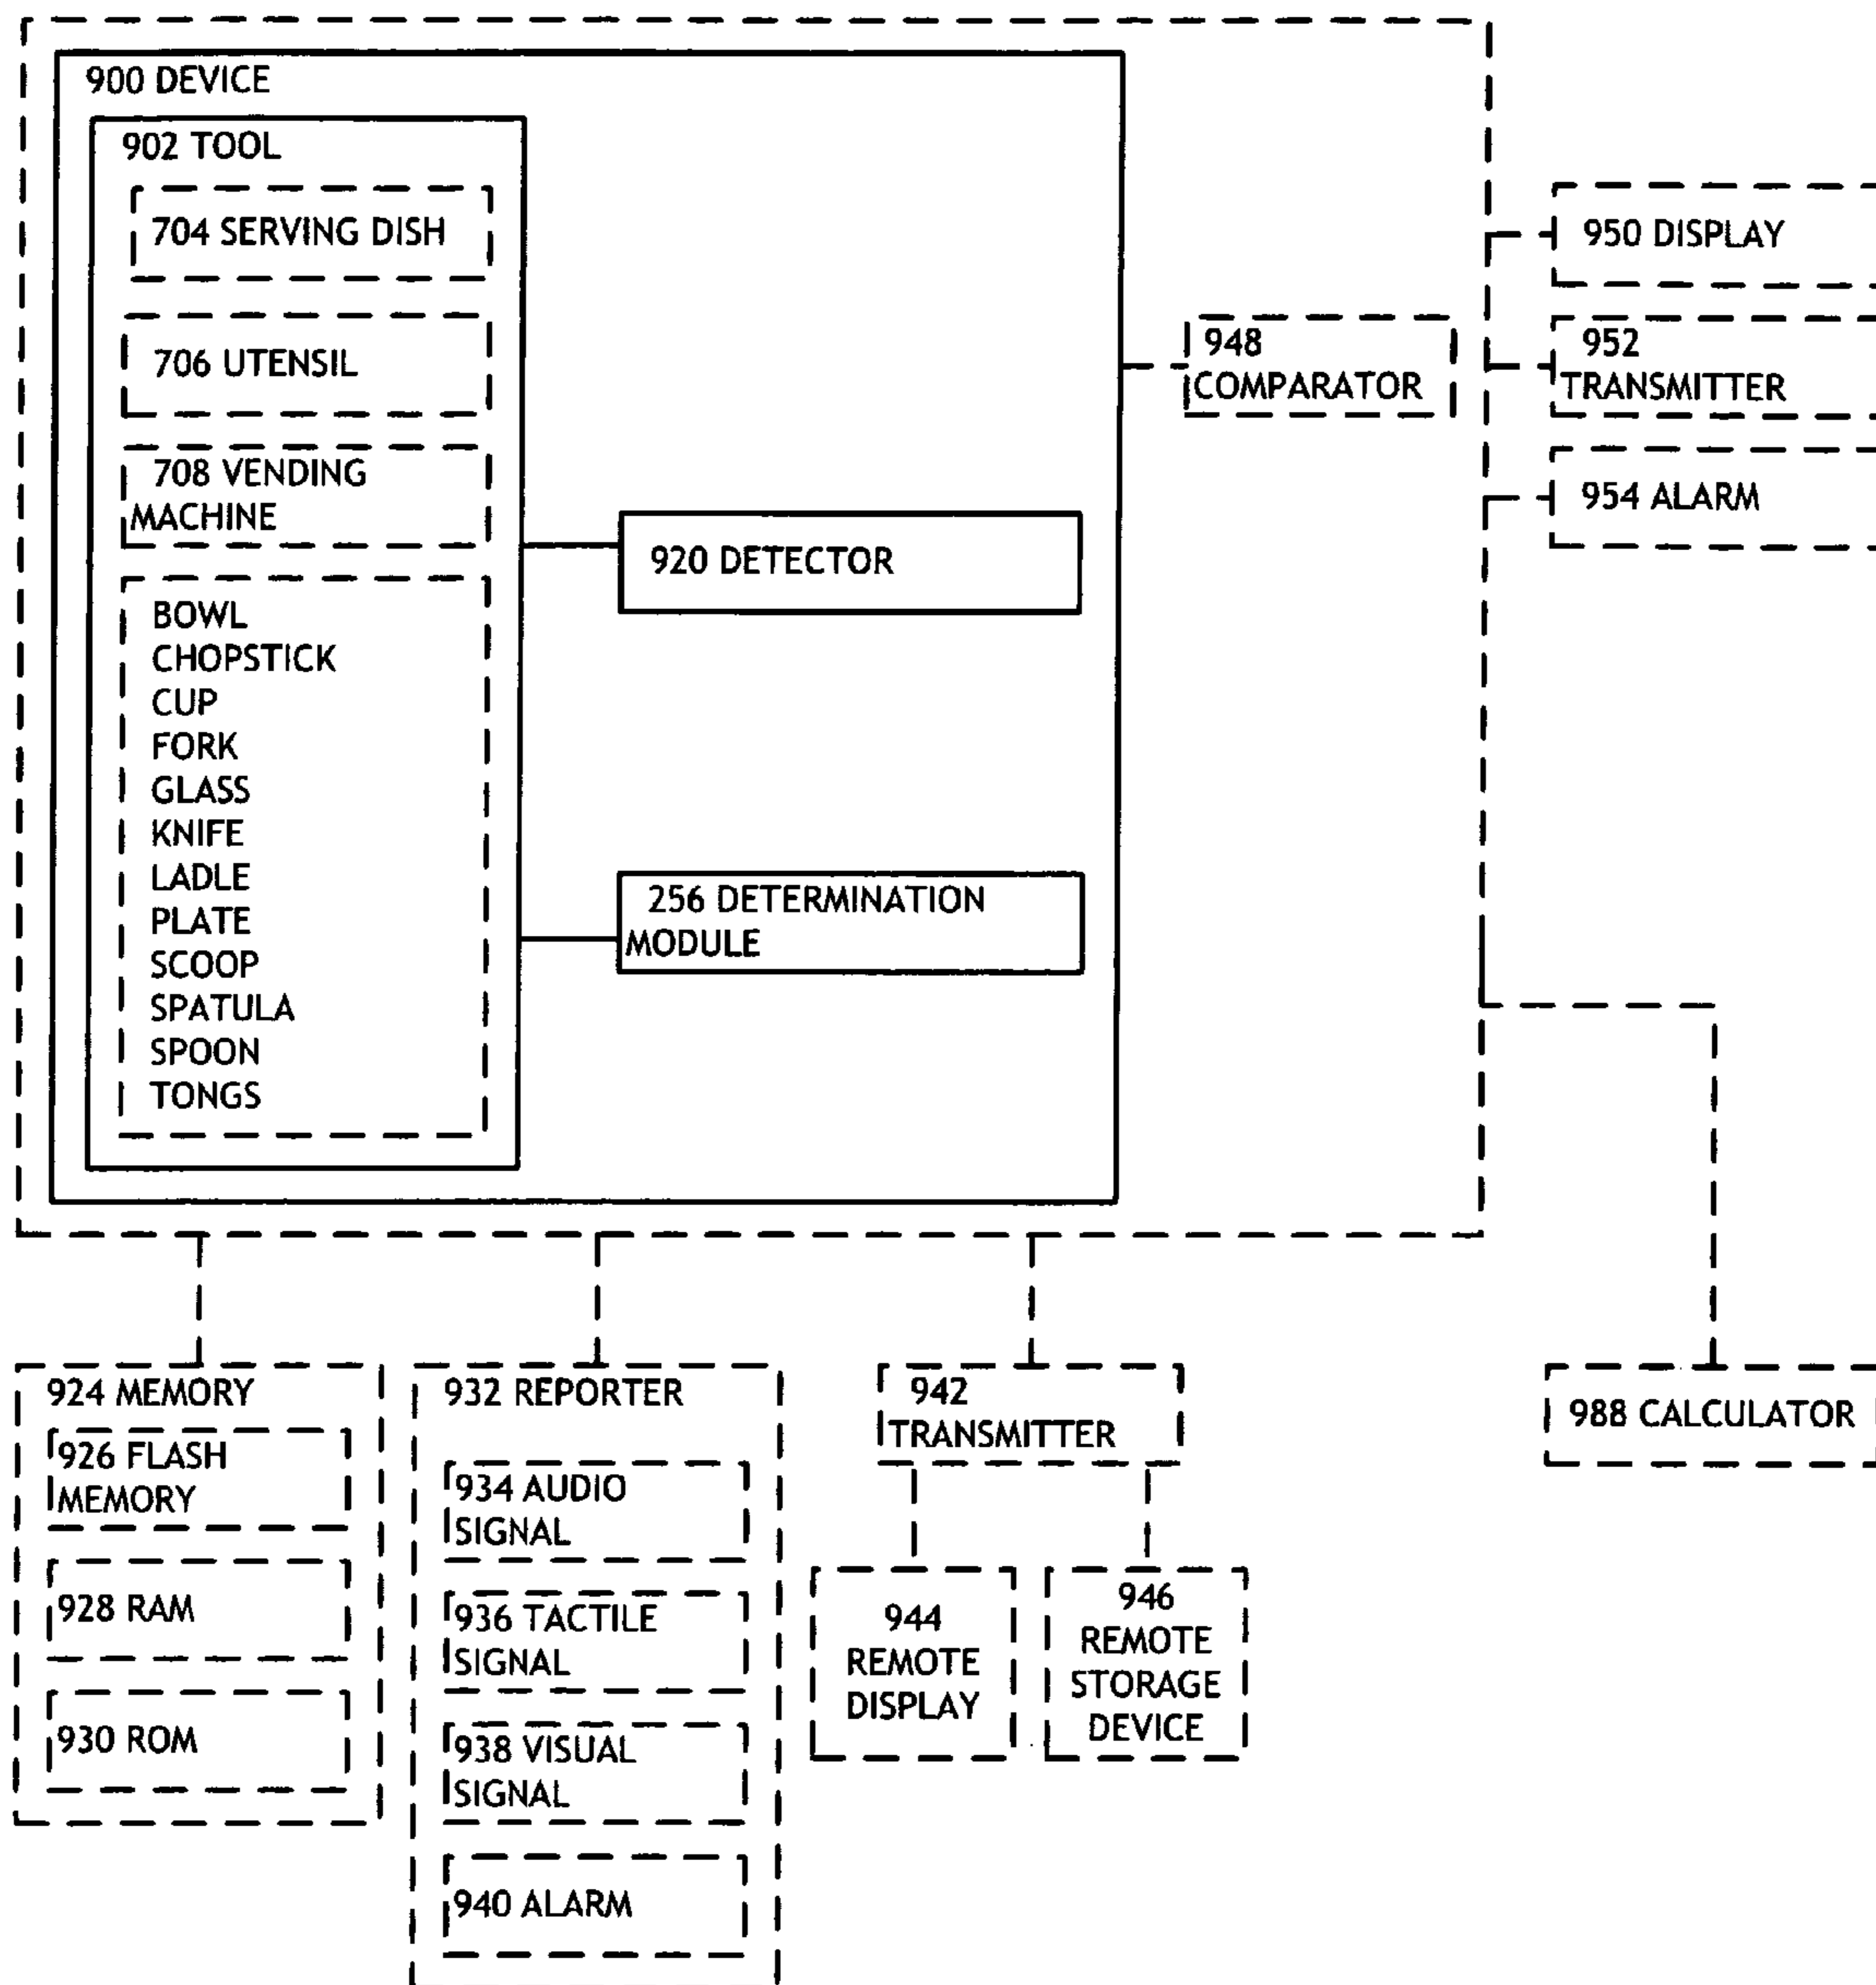 900 DEVICE
902 TOOL
704 SERVING DISH
706 UTENSIL
708 VENDING
MACHINE
BOWL
CHOPSTICK
CUP
FORK
GLASS
KNIFE
LADLE
PLATE
SCOOP
SPATULA
SPOON
TONGS
920 DETECTOR
256 DETERMINATION
MODULE
948
COMPARATOR
950 DISPLAY
952
TRANSMITTER
954 ALARM
924 MEMORY
926 FLASH
MEMORY
928 RAM
930 ROM
932 REPORTER
934 AUDIO
SIGNAL
936 TACTILE
SIGNAL
938 VISUAL
SIGNAL
940 ALARM
942
TRANSMITTER
944
REMOTE
DISPLAY
946
REMOTE
STORAGE
DEVICE
988 CALCULATOR